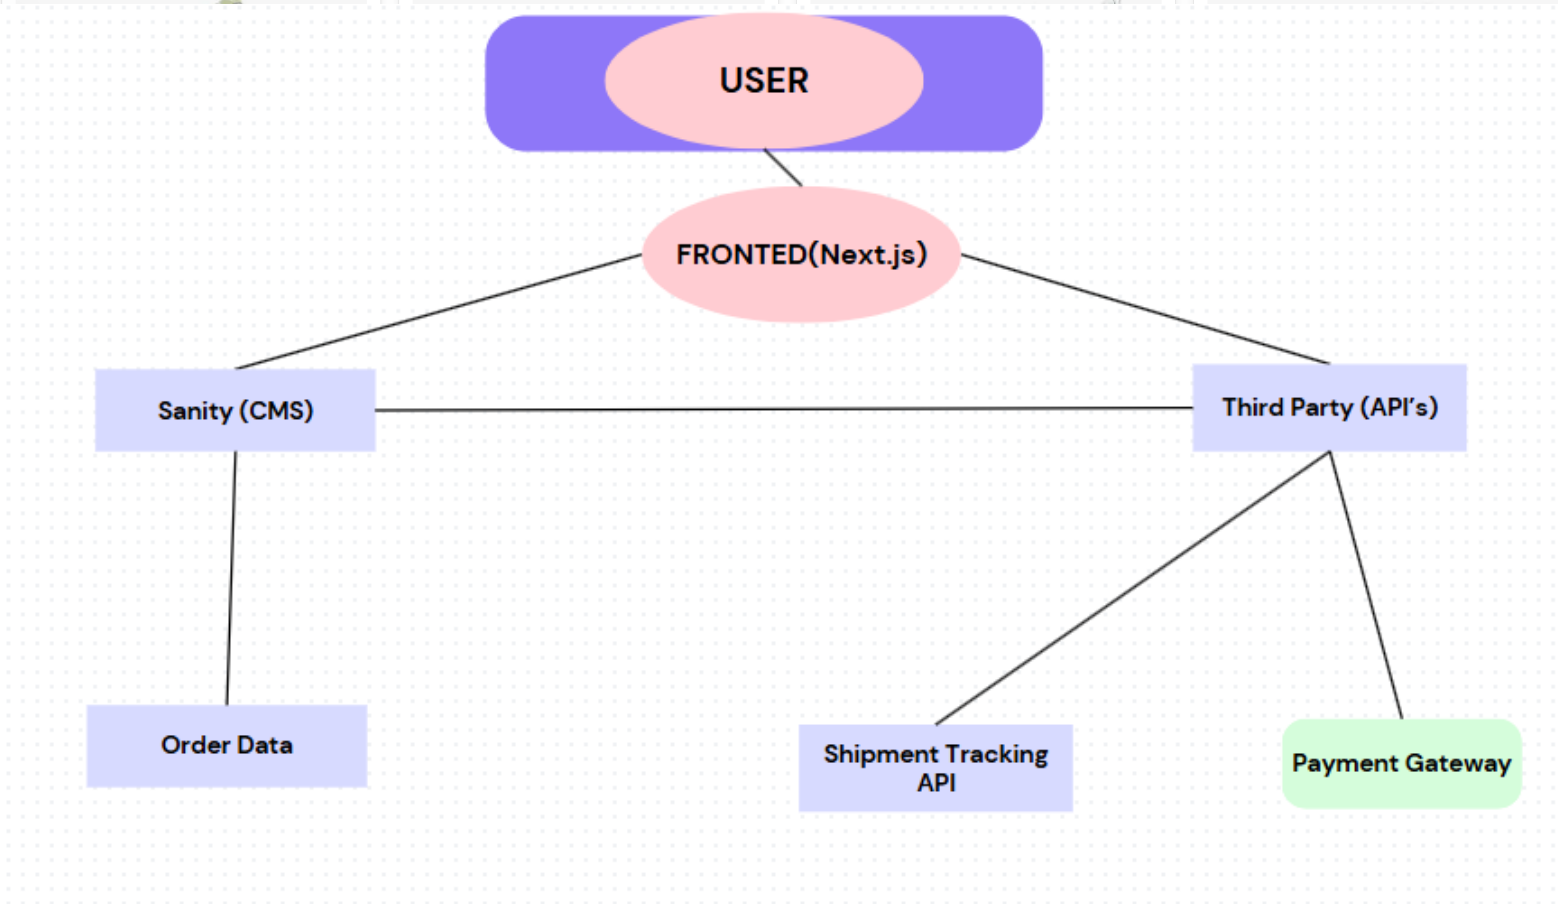 USER
FRONTED(Next.js)
Sanity (CMS)
Third Party (API’s)
Order Data
Shipment Tracking
API
Payment Gateway